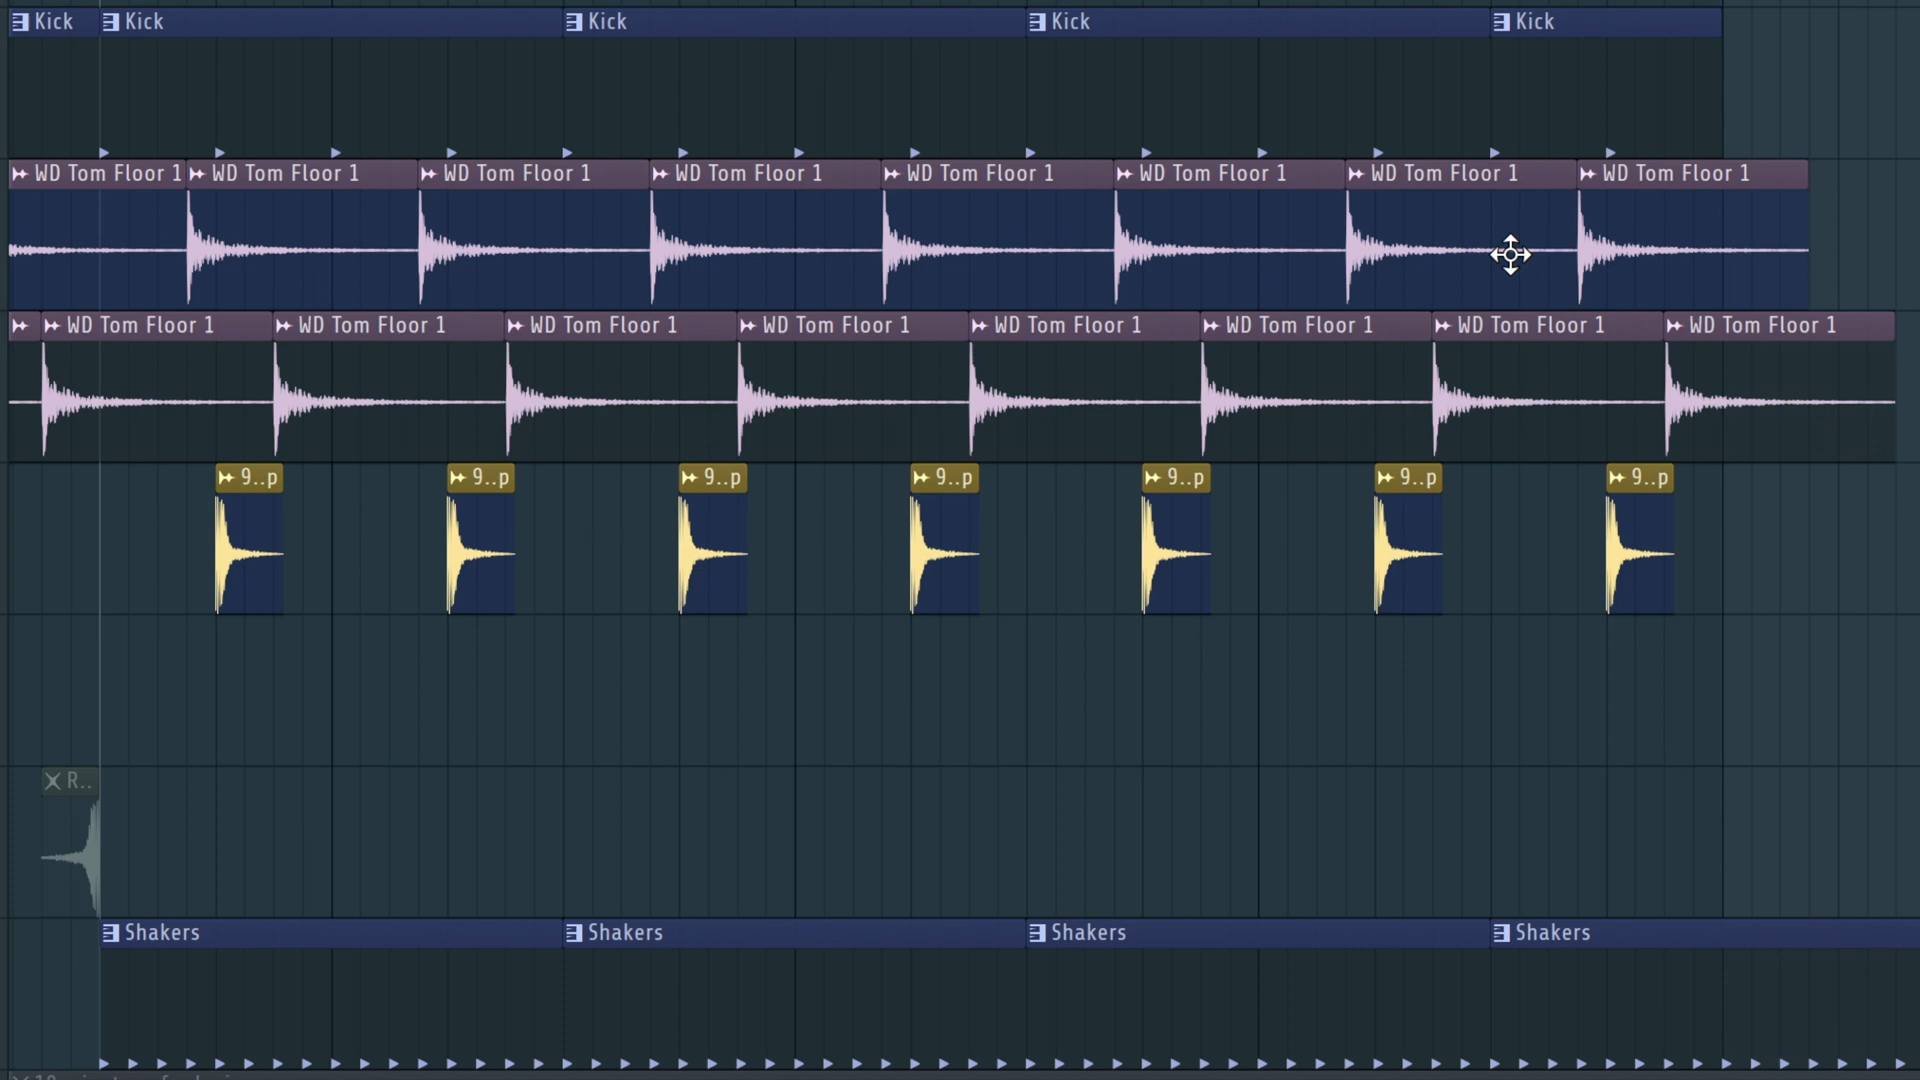 Kick Kick Kick Kick Kick
WD Tom Floor 1 WD Tom Floor 1 WD Tom Floor 1 WD Tom Floor 1 WD Tom Floor 1 WD Tom Floor 1 WD Tom Floor 1 WD Tom Floor 1
WD Tom Floor 1 WD Tom Floor 1 WD Tom Floor 1 WD Tom Floor 1 WD Tom Floor 1 WD Tom Floor 1 WD Tom Floor 1 WD Tom Floor 1
9..p 9..p 9..p 9..p 9..p 9..p 9..p
R..
Shakers Shakers Shakers Shakers